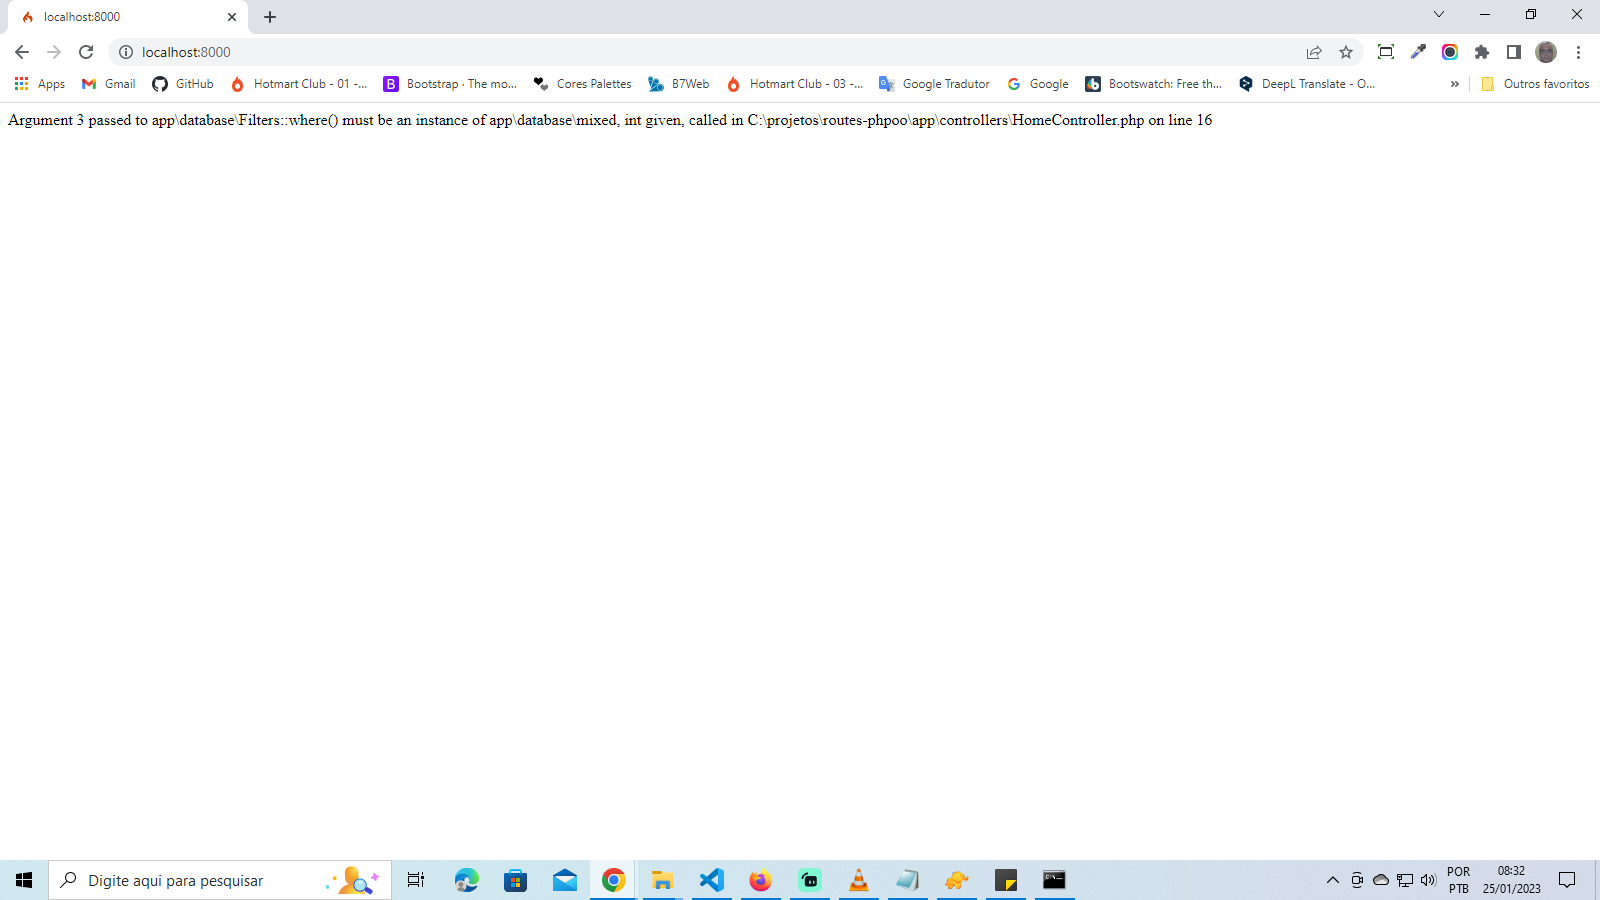 localhost:8000
localhost:8000
Apps Gmail GitHub Hotmart Club - 01 -... Bootstrap · The mo... Cores Palettes B7Web Hotmart Club - 03 -... Google Tradutor Google Bootswatch: Free th... DeepL Translate - O... » Outros favoritos
Argument 3 passed to app\database\Filters::where() must be an instance of app\database\mixed, int given, called in C:\projetos\routes-phpoo\app\controllers\HomeController.php on line 16
Digite aqui para pesquisar
POR
PTB
08:32
25/01/2023